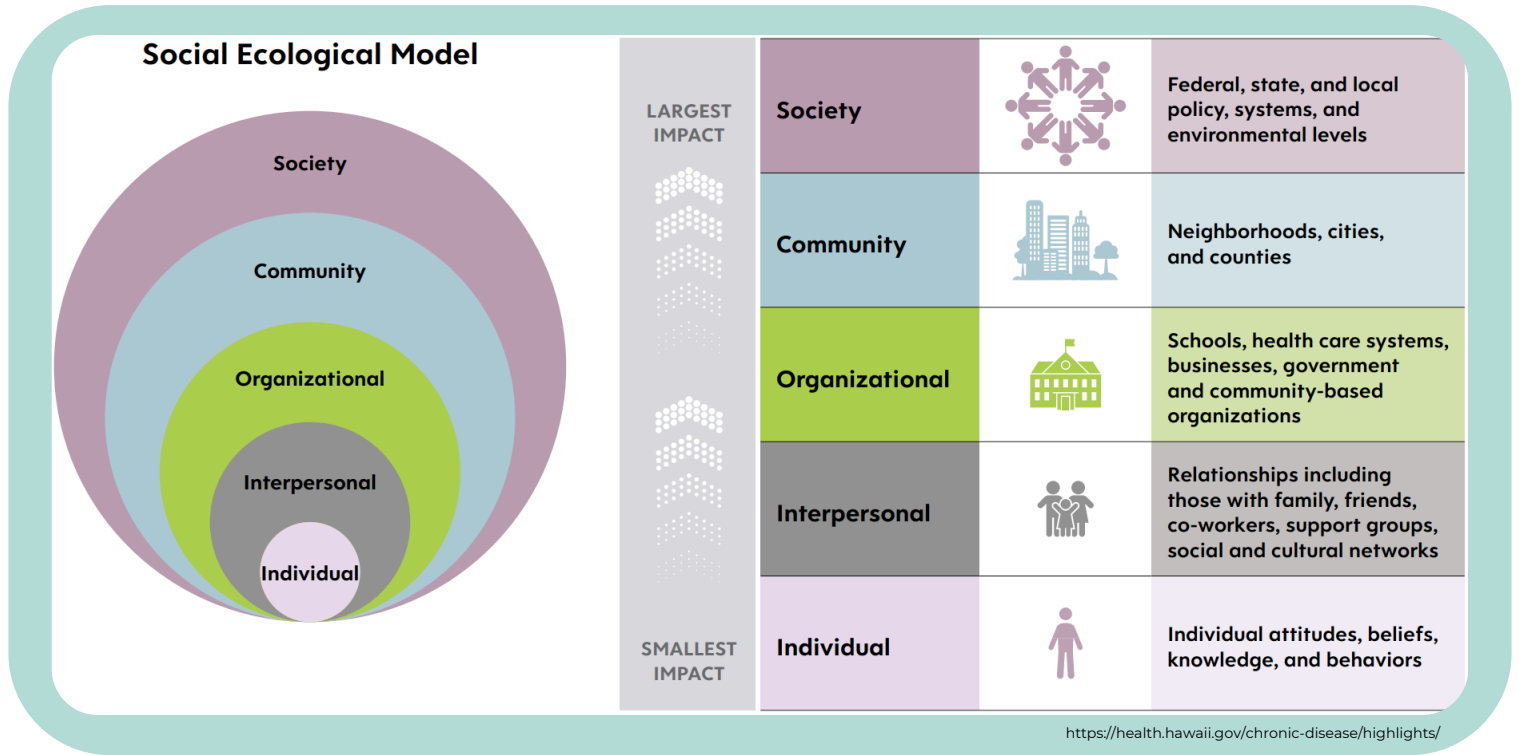 Social Ecological Model
Society
Community
Organizational
Interpersonal
Individual
LARGEST
IMPACT
SMALLEST
IMPACT
Society
Federal, state, and local
policy, systems, and
environmental levels
Community
Neighborhoods, cities,
and counties
Organizational
Schools, health care systems,
businesses, government
and community-based
organizations
Interpersonal
Relationships including
those with family, friends,
co-workers, support groups,
social and cultural networks
Individual
Individual attitudes, beliefs,
knowledge, and behaviors
https://health.hawaii.gov/chronic-disease/highlights/